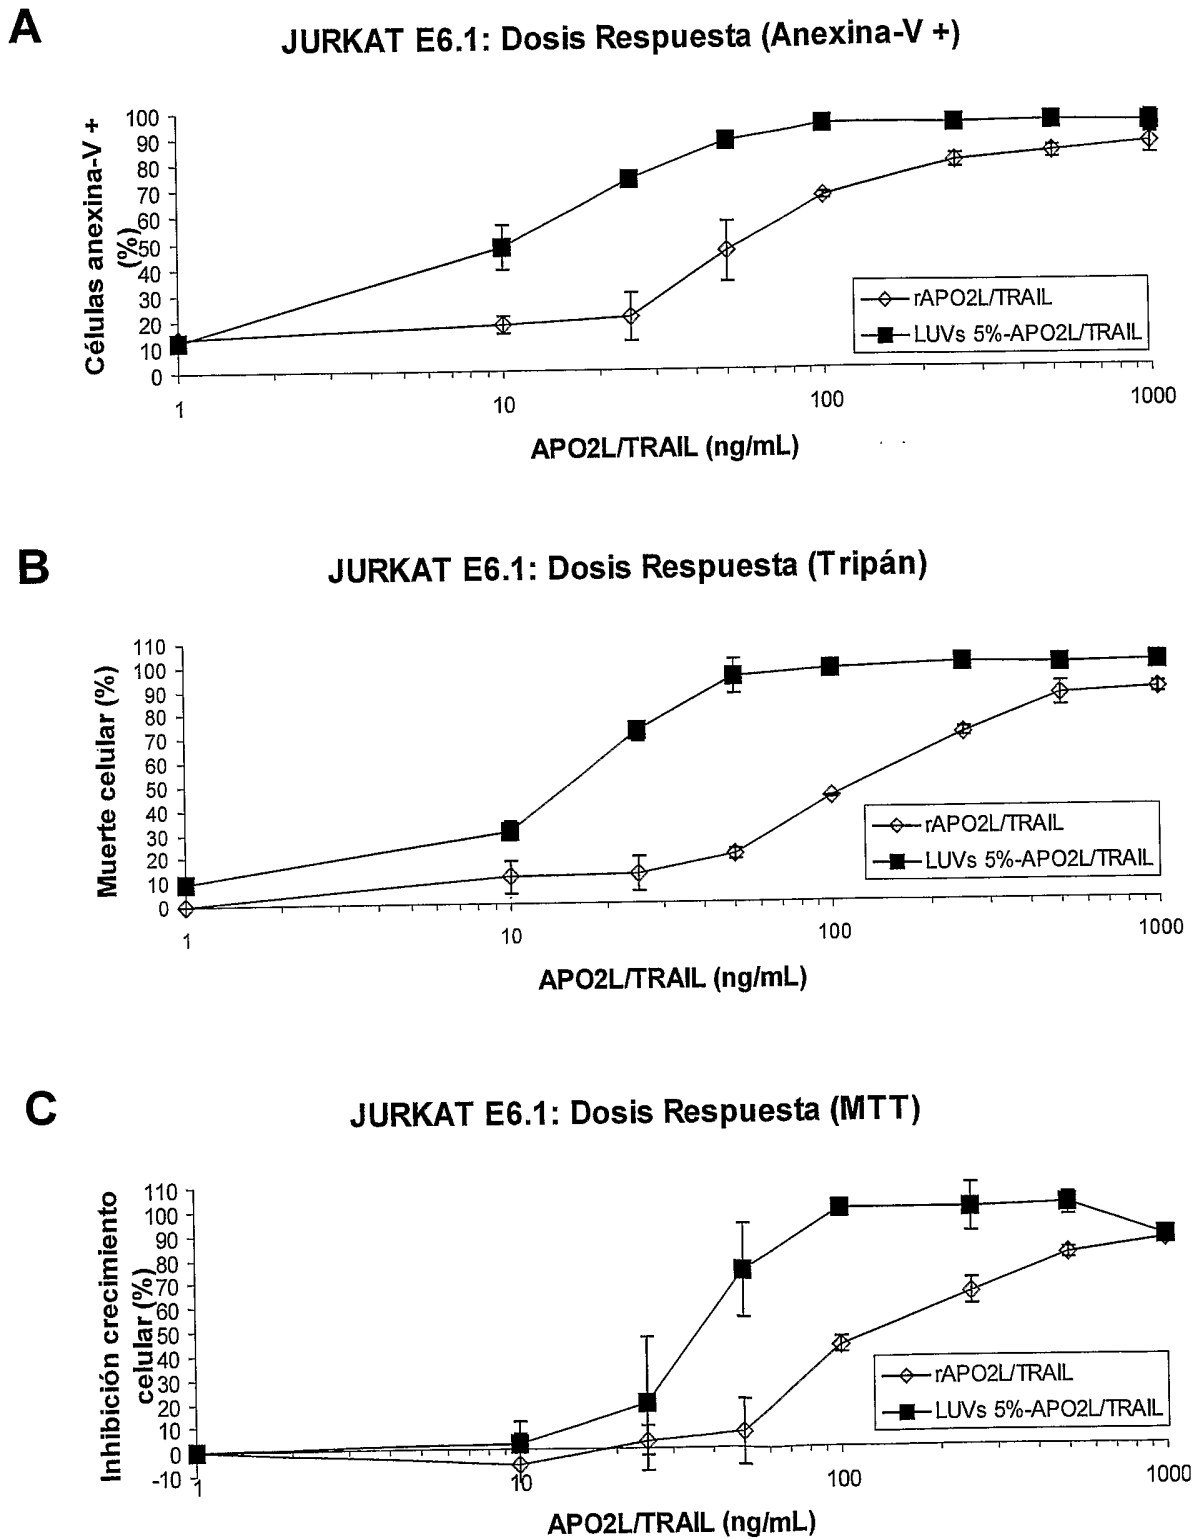 A
JURKAT E6.1: Dosis Respuesta (Anexina-V +)
Células anexina-V +
(%)
100
90
80
70
60
50
40
30
20
10
0
1
10
100
1000
rAPO2L/TRAIL
LUVs 5%-APO2L/TRAIL
APO2L/TRAIL (ng/mL)
B
JURKAT E6.1: Dosis Respuesta (Tripán)
Muerte celular (%)
110
100
90
80
70
60
50
40
30
20
10
0
1
10
100
1000
rAPO2L/TRAIL
LUVs 5%-APO2L/TRAIL
APO2L/TRAIL (ng/mL)
C
JURKAT E6.1: Dosis Respuesta (MTT)
Inhibición crecimiento
celular (%)
110
100
90
80
70
60
50
40
30
20
10
0
-10
1
10
100
1000
rAPO2L/TRAIL
LUVs 5%-APO2L/TRAIL
APO2L/TRAIL (ng/mL)